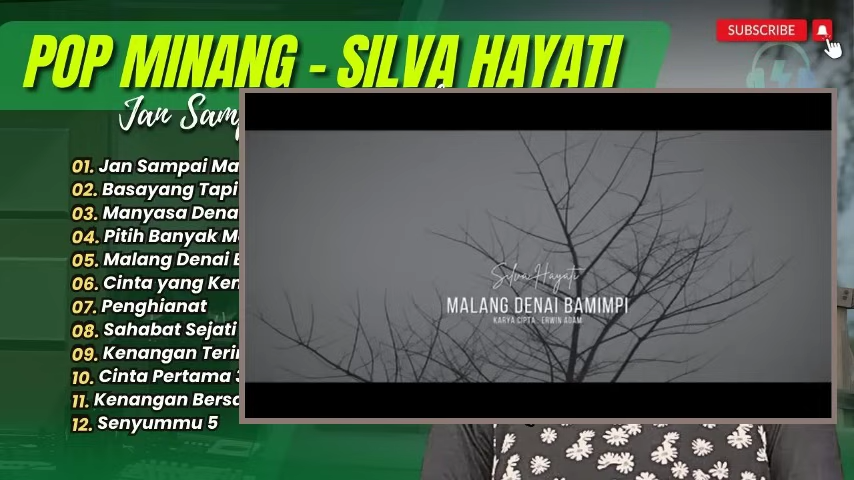 POP MINANG - SILVA HAYATI
SUBSCRIBE
Jan Samp
01. Jan Sampai Ma
02. Basayang Tapi
03. Manyasa Dena
04. Pitih Banyak M
05. Malang Denai B
06. Cinta yang Ken
07. Penghianat
08. Sahabat Sejati
09. Kenangan Terin
10. Cinta Pertama 3
11. Kenangan Bersa
12. Senyummu 5
Silva Hayati
MALANG DENAI BAMIMPI
KARYA CIPTA : ERWIN ADAM